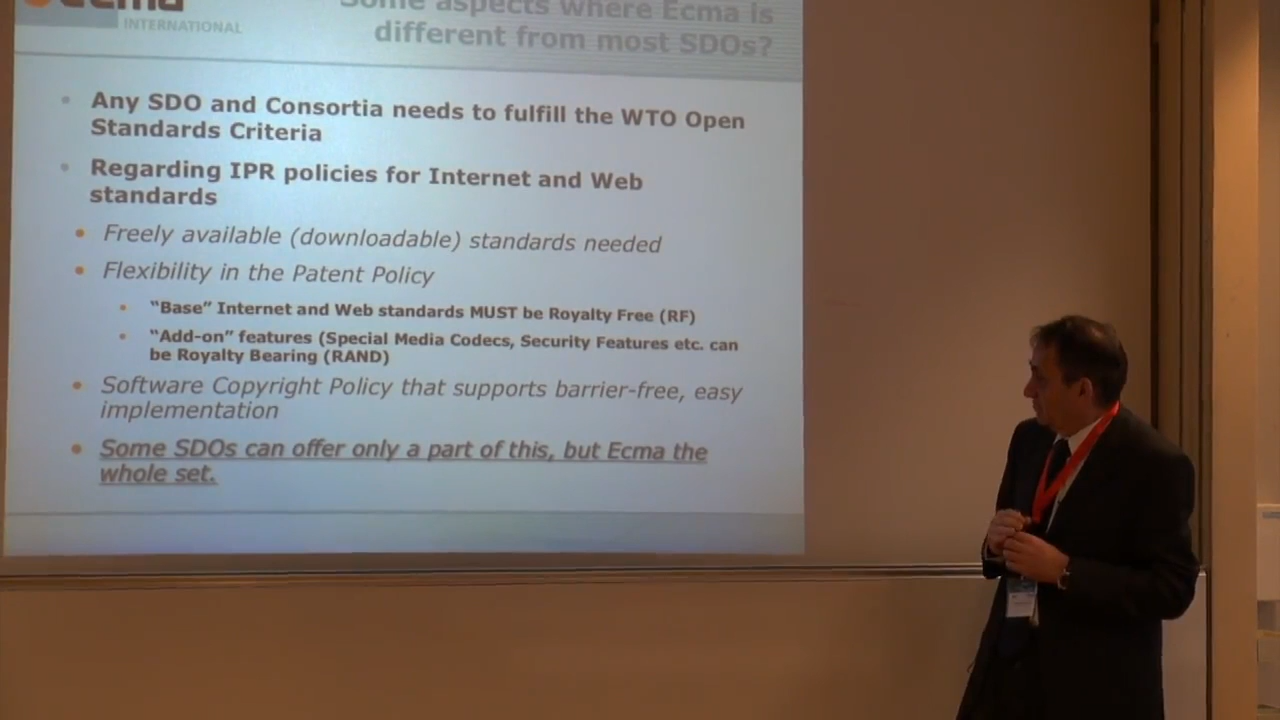 ecma
INTERNATIONAL
Some aspects where Ecma is
different from most SDOs?
Any SDO and Consortia needs to fulfill the WTO Open
Standards Criteria
Regarding IPR policies for Internet and Web
standards
Freely available (downloadable) standards needed
Flexibility in the Patent Policy
“Base” Internet and Web standards MUST be Royalty Free (RF)
“Add-on” features (Special Media Codecs, Security Features etc. can
be Royalty Bearing (RAND)
Software Copyright Policy that supports barrier-free, easy
implementation
Some SDOs can offer only a part of this, but Ecma the
whole set.